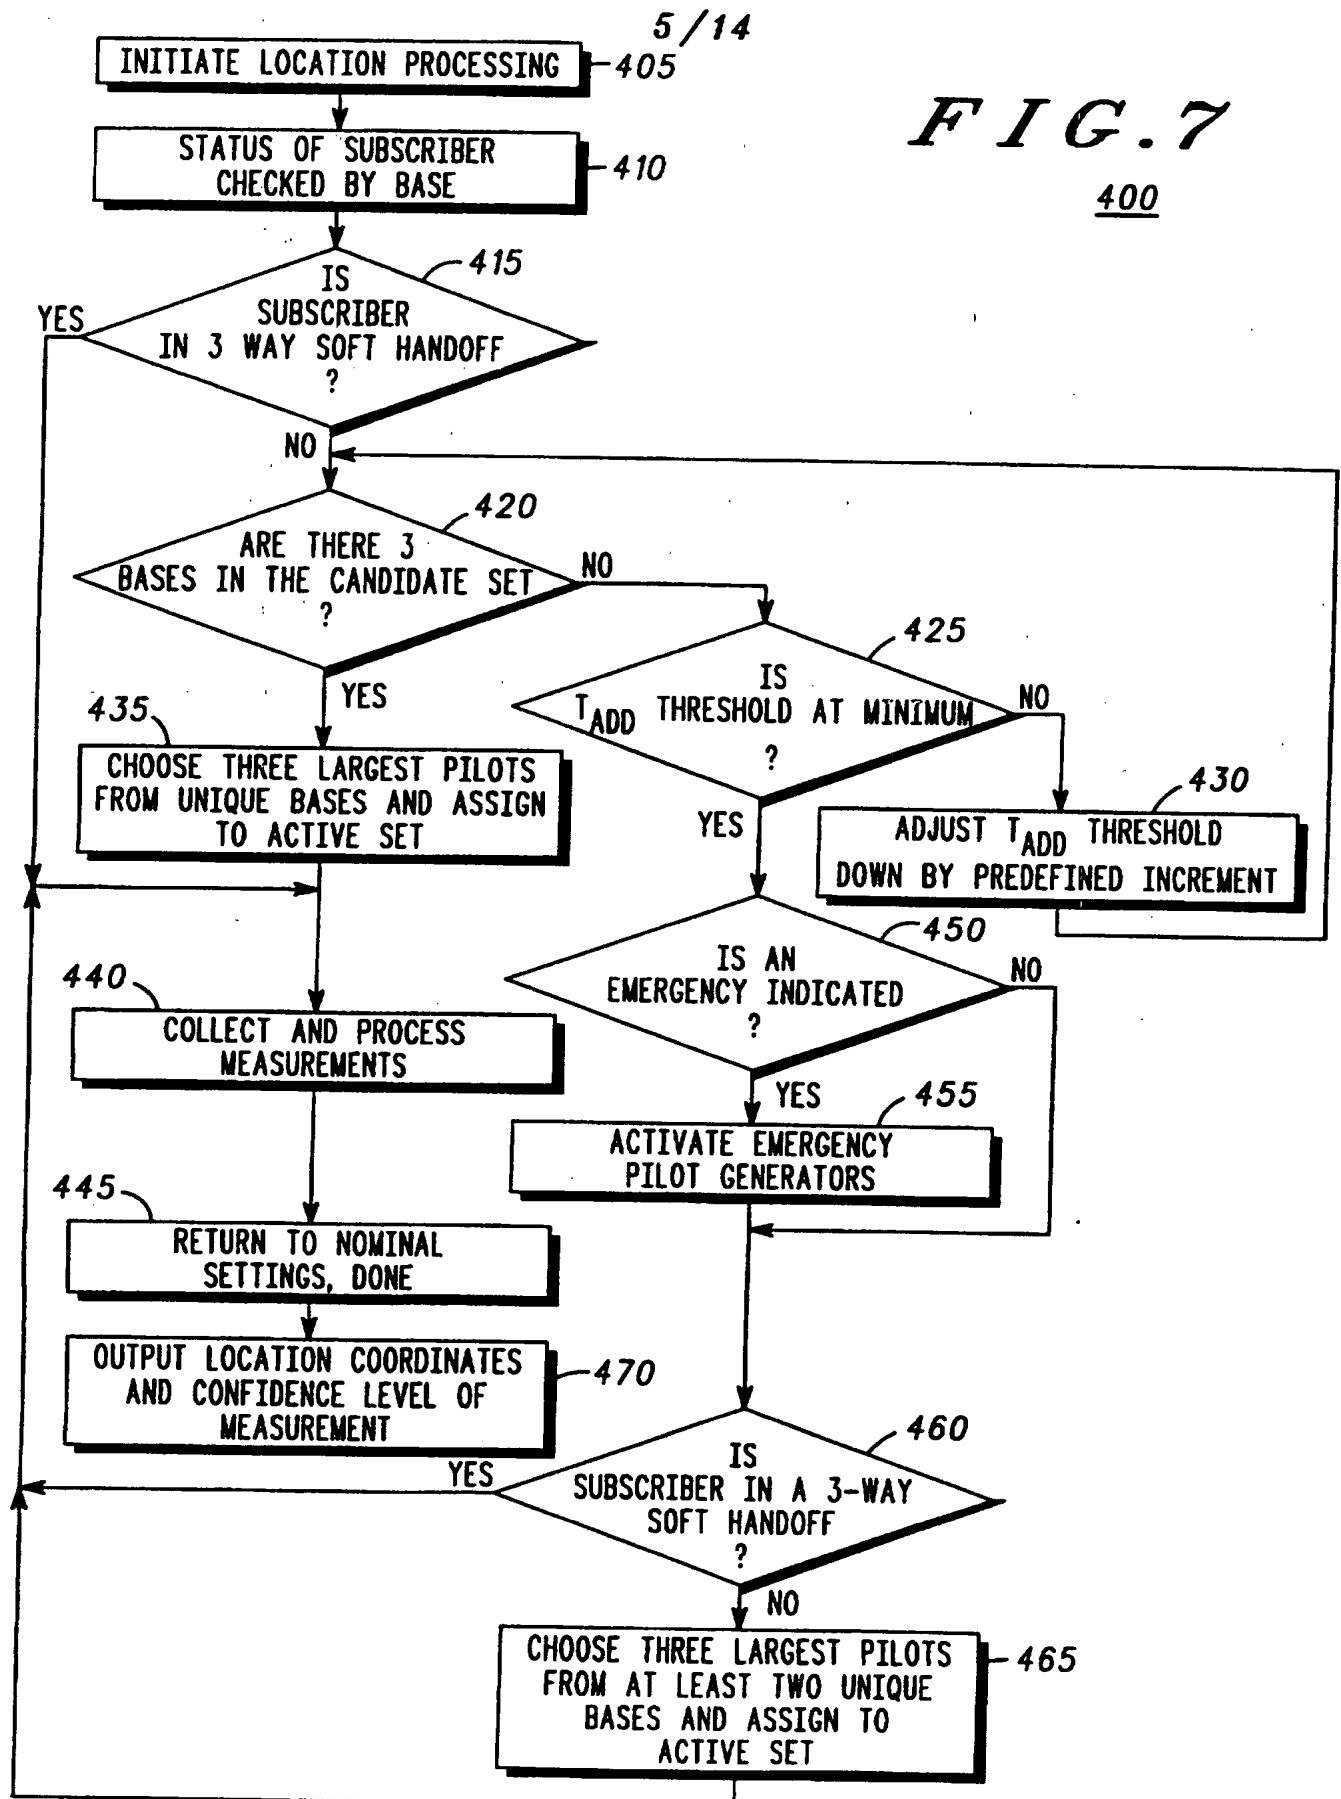 5/14
INITIATE LOCATION PROCESSING
405
FIG.7
400
STATUS OF SUBSCRIBER
CHECKED BY BASE
410
415
IS
SUBSCRIBER
IN 3 WAY SOFT HANDOFF
?
YES
NO
420
ARE THERE 3
BASES IN THE CANDIDATE SET
?
NO
YES
425
IS
TADD THRESHOLD AT MINIMUM
?
NO
YES
435
CHOOSE THREE LARGEST PILOTS
FROM UNIQUE BASES AND ASSIGN
TO ACTIVE SET
430
ADJUST TADD THRESHOLD
DOWN BY PREDEFINED INCREMENT
450
IS AN
EMERGENCY INDICATED
?
NO
YES
440
COLLECT AND PROCESS
MEASUREMENTS
455
ACTIVATE EMERGENCY
PILOT GENERATORS
445
RETURN TO NOMINAL
SETTINGS, DONE
OUTPUT LOCATION COORDINATES
AND CONFIDENCE LEVEL OF
MEASUREMENT
470
460
IS
SUBSCRIBER IN A 3-WAY
SOFT HANDOFF
?
YES
NO
CHOOSE THREE LARGEST PILOTS
FROM AT LEAST TWO UNIQUE
BASES AND ASSIGN TO
ACTIVE SET
465